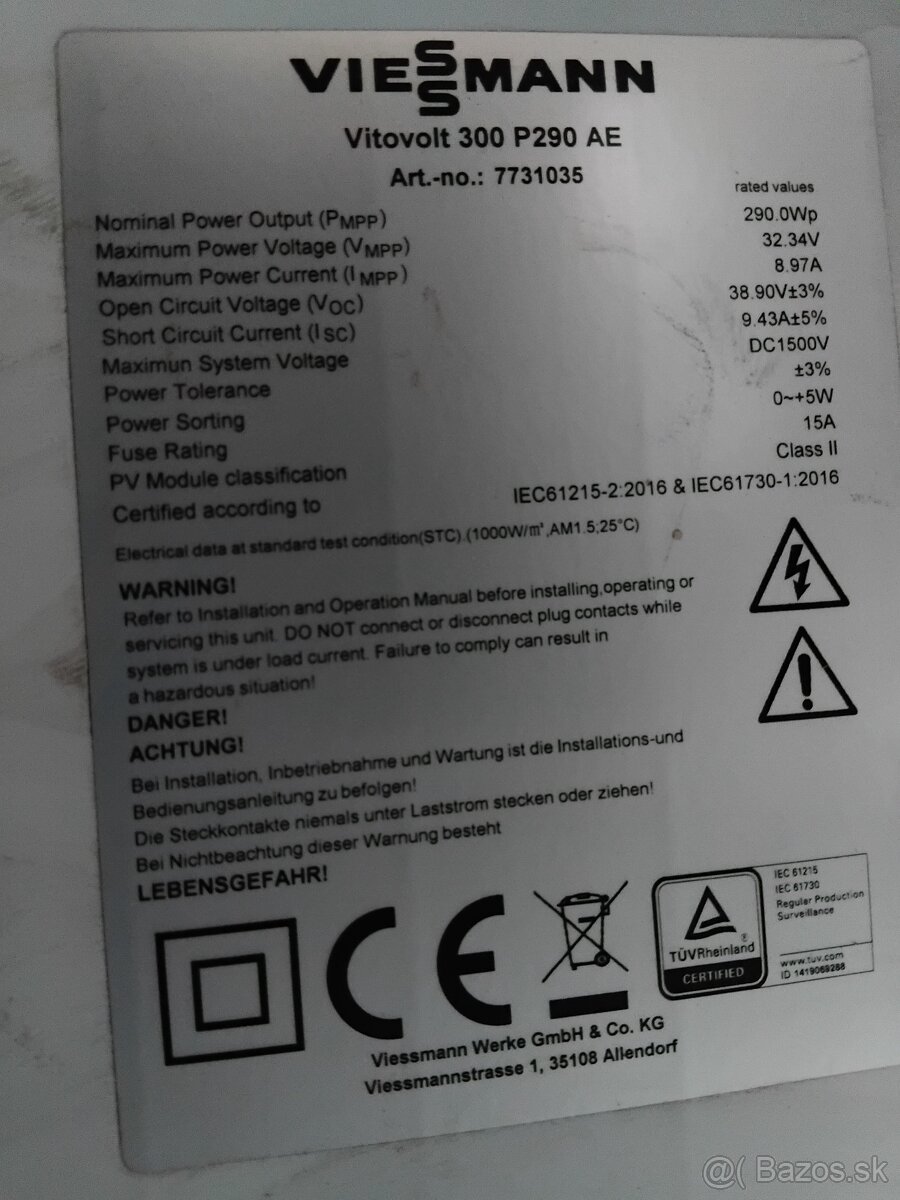 VIESSMANN
Vitovolt 300 P290 AE
Art.-no.: 7731035
rated values
Nominal Power Output (PMPP) 290.0Wp
Maximum Power Voltage (VMPP) 32.34V
Maximum Power Current (IMPP) 8.97A
Open Circuit Voltage (VOC) 38.90V±3%
Short Circuit Current (ISC) 9.43A±5%
Maximun System Voltage DC1500V
Power Tolerance ±3%
Power Sorting 0~+5W
Fuse Rating 15A
PV Module classification Class II
Certified according to IEC61215-2:2016 & IEC61730-1:2016
Electrical data at standard test condition(STC).(1000W/m²,AM1.5,25°C)
WARNING!
Refer to Installation and Operation Manual before installing,operating or
servicing this unit. DO NOT connect or disconnect plug contacts while
system is under load current. Failure to comply can result in
a hazardous situation!
DANGER!
ACHTUNG!
Bei Installation, Inbetriebnahme und Wartung ist die Installations-und
Bedienungsanleitung zu befolgen!
Die Steckkontakte niemals unter Laststrom stecken oder ziehen!
Bei Nichtbeachtung dieser Warnung besteht
LEBENSGEFAHR!
CE
TÜVRheinland ®
CERTIFIED
IEC 61215
IEC 61730
Regular Production
Surveillance
www.tuv.com
ID 1419069288
Viessmann Werke GmbH & Co. KG
Viessmannstrasse 1, 35108 Allendorf
@( Bazos.sk